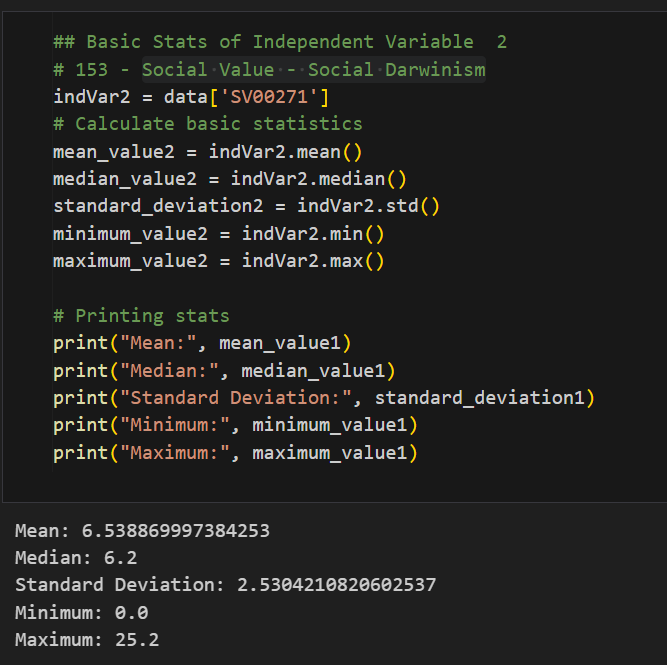 ## Basic Stats of Independent Variable  2
# 153 - Social Value - Social Darwinism
indVar2 = data['SV00271']
# Calculate basic statistics
mean_value2 = indVar2.mean()
median_value2 = indVar2.median()
standard_deviation2 = indVar2.std()
minimum_value2 = indVar2.min()
maximum_value2 = indVar2.max()

# Printing stats
print("Mean:", mean_value1)
print("Median:", median_value1)
print("Standard Deviation:", standard_deviation1)
print("Minimum:", minimum_value1)
print("Maximum:", maximum_value1)

Mean: 6.538869997384253
Median: 6.2
Standard Deviation: 2.5304210820602537
Minimum: 0.0
Maximum: 25.2